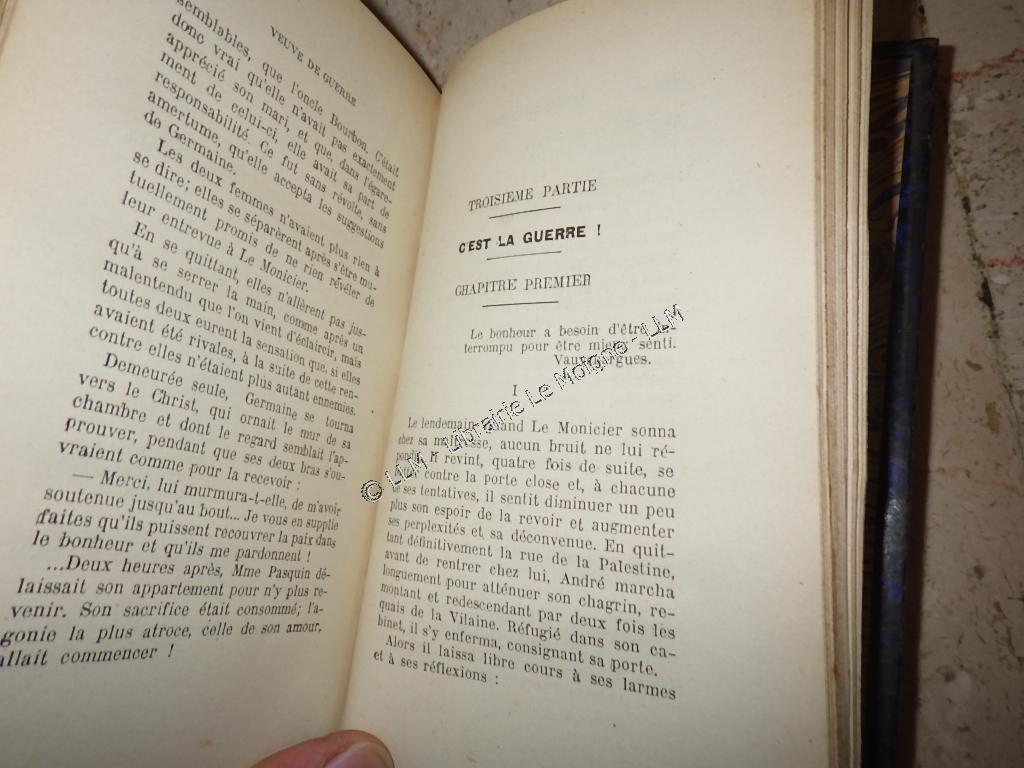 VEUVE DE GUERRE
semblables, que l'oncle Bourbon. C'était
donc vrai qu'elle n'avait pas exactement
apprécié son mari, et que, dans l'égare-
ment de celui-ci, elle avait sa part de
responsabilité. Ce fut sans révolte, sans
amertume, qu'elle accepta les suggestions
de Germaine.
Les deux femmes n'avaient plus rien à
se dire; elles se séparèrent après s'être mu-
tuellement promis de ne rien révéler de
leur entrevue à Le Monicier.
En se quittant, elles n'allèrent pas jus-
qu'à se serrer la main, comme après un
malentendu que l'on vient d'éclaircir, mais
toutes deux eurent la sensation que, si elles
avaient été rivales, à la suite de cette ren-
contre elles n'étaient plus autant ennemies.
Demeurée seule, Germaine se tourna
vers le Christ, qui ornait le mur de sa
chambre et dont le regard semblait l'ap-
prouver, pendant que ses deux bras s'ou-
vraient comme pour la recevoir :
— Merci, lui murmura-t-elle, de m'avoir
soutenue jusqu'au bout... Je vous en supplie
faites qu'ils puissent recouvrer la paix dans
le bonheur et qu'ils me pardonnent !
...Deux heures après, Mme Pasquin dé-
laissait son appartement pour n'y plus re-
venir. Son sacrifice était consommé; l'a-
gonie la plus atroce, celle de son amour,
allait commencer !
TROISIEME PARTIE
C'EST LA GUERRE !
CHAPITRE PREMIER
Le bonheur a besoin d'être
terrompu pour être mieux senti.
Vauvenargues.
I
Le lendemain quand Le Monicier sonna
chez sa maîtresse, aucun bruit ne lui ré-
pondit. Il revint, quatre fois de suite, se
contre la porte close et, à chacune
de ses tentatives, il sentit diminuer un peu
plus son espoir de la revoir et augmenter
ses perplexités et sa déconvenue. En quit-
tant définitivement la rue de la Palestine,
avant de rentrer chez lui, André marcha
longuement pour atténuer son chagrin, re-
montant et redescendant par deux fois les
quais de la Vilaine. Réfugié dans son ca-
binet, il s'y enferma, consignant sa porte.
Alors il laissa libre cours à ses larmes
et à ses réflexions :
© LLM - Librairie Le Moigne - LLM